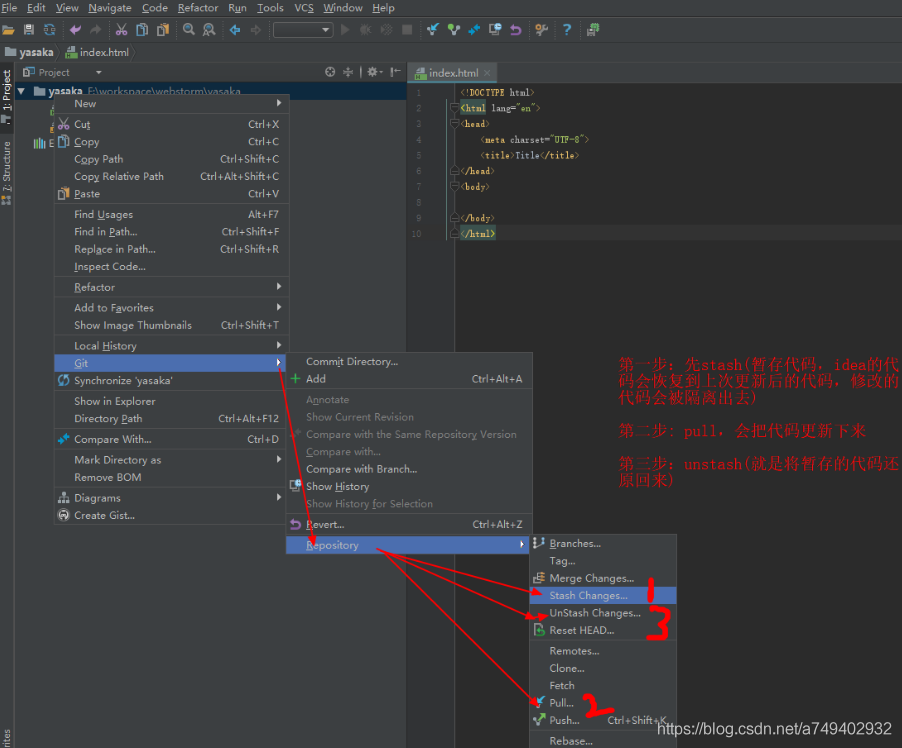 File Edit View Navigate Code Refactor Run Tools VCS Window Help
yasaka index.html
Project
index.html
1: Project
7: Structure
yasaka E:\workspace\webstorm\yasaka
New
Cut Ctrl+X
Copy Ctrl+C
Copy Path Ctrl+Shift+C
Copy Relative Path Ctrl+Alt+Shift+C
Paste Ctrl+V
Find Usages Alt+F7
Find in Path... Ctrl+Shift+F
Replace in Path... Ctrl+Shift+R
Inspect Code...
Refactor
Add to Favorites
Show Image Thumbnails Ctrl+Shift+T
Local History
Git
Synchronize 'yasaka'
Show in Explorer
Directory Path Ctrl+Alt+F12
Compare With... Ctrl+D
Mark Directory as
Remove BOM
Diagrams
Create Gist...
1 <!DOCTYPE html>
2 <html lang="en">
3 <head>
4 <meta charset="UTF-8">
5 <title>Title</title>
6 </head>
7 <body>
8
9 </body>
10 </html>
Commit Directory...
Add Ctrl+Alt+A
Annotate
Show Current Revision
Compare with the Same Repository Version
Compare with...
Compare with Branch...
Show History
Show History for Selection
Revert... Ctrl+Alt+Z
Repository
第一步：先stash(暂存代码，idea的代
码会恢复到上次更新后的代码，修改的
代码会被隔离出去)
第二步：pull，会把代码更新下来
第三步：unstash(就是将暂存的代码还
原回来)
Branches...
Tag...
Merge Changes...
Stash Changes... 1
UnStash Changes... 3
Reset HEAD...
Remotes...
Clone...
Fetch
Pull... 2
Push... Ctrl+Shift+K
Rebase...
https://blog.csdn.net/a749402932